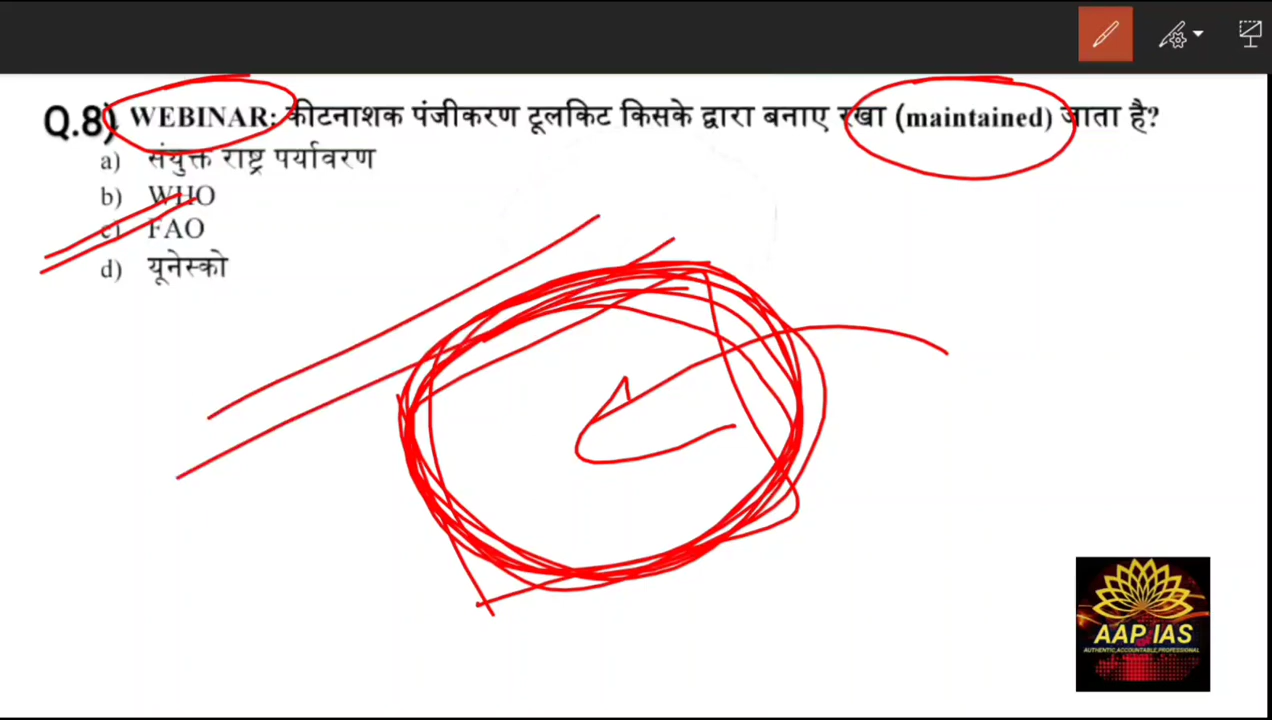 Q.8) WEBINAR: कीटनाशक पंजीकरण टूलकिट किसके द्वारा बनाए रखा (maintained) जाता है?
a) संयुक्त राष्ट्र पर्यावरण
b) WHO
c) FAO
d) यूनेस्को
AAP IAS
AUTHENTIC,ACCOUNTABLE,PROFESSIONAL